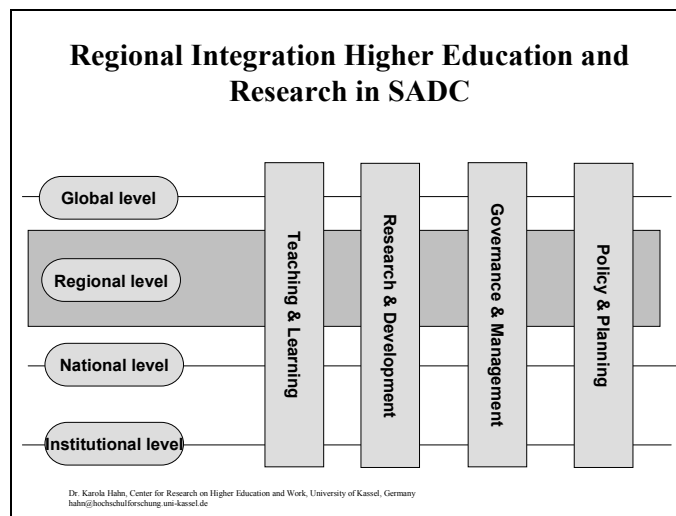 Regional Integration Higher Education and
Research in SADC
Global level
Regional level
National level
Institutional level
Teaching & Learning
Research & Development
Governance & Management
Policy & Planning
Dr. Karola Hahn, Center for Research on Higher Education and Work, University of Kassel, Germany
hahn@hochschulforschung.uni-kassel.de